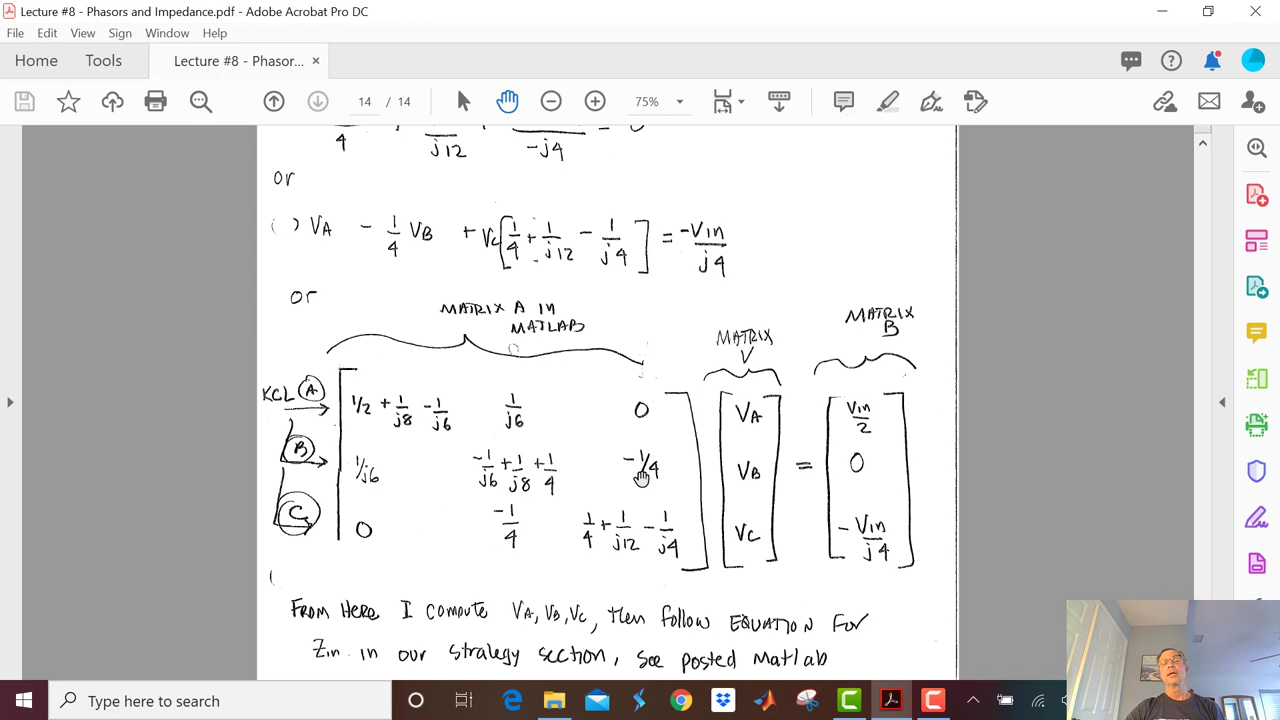 Lecture #8 - Phasors and Impedance.pdf - Adobe Acrobat Pro DC
File Edit View Sign Window Help
Home Tools Lecture #8 - Phasor... ×
14 / 14 75%
4 j12 -j4 = 0
or
( ) VA - 1/4 VB + VC [ 1/4 + 1/j12 - 1/j4 ] = -Vin/j4
or
MATRIX A IN
MATLAB
MATRIX
V
MATRIX
B
KCL A 1/2 + 1/j8 - 1/j6 1/j6 0 VA Vin/2
B 1/j6 -1/j6 + 1/j8 + 1/4 -1/4 VB = 0
C 0 -1/4 1/4 + 1/j12 - 1/j4 VC -Vin/j4
From Here I compute VA, VB, VC, then follow EQUATION For
Zin in our strategy section, see posted Matlab
Type here to search